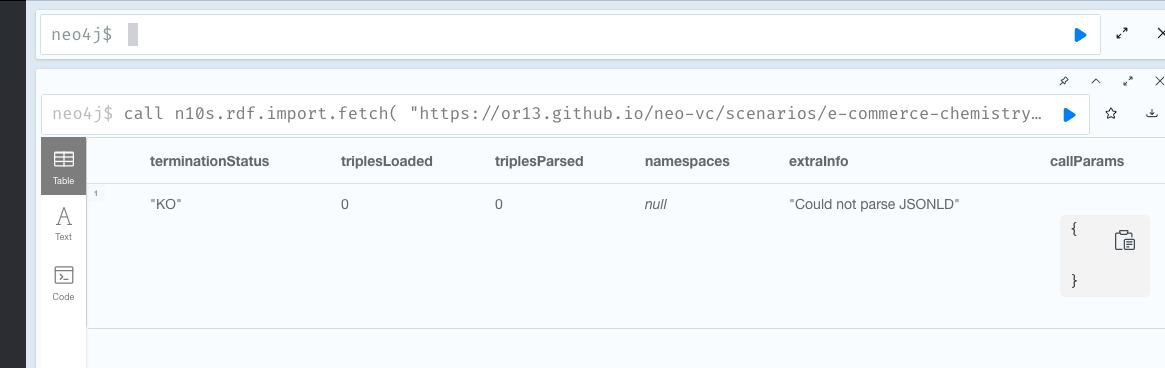 neo4j$
neo4j$ call n10s.rdf.import.fetch( "https://or13.github.io/neo-vc/scenarios/e-commerce-chemistry…
Table
Text
Code
terminationStatus triplesLoaded triplesParsed namespaces extraInfo callParams
1
"KO" 0 0 null "Could not parse JSONLD"
{
}